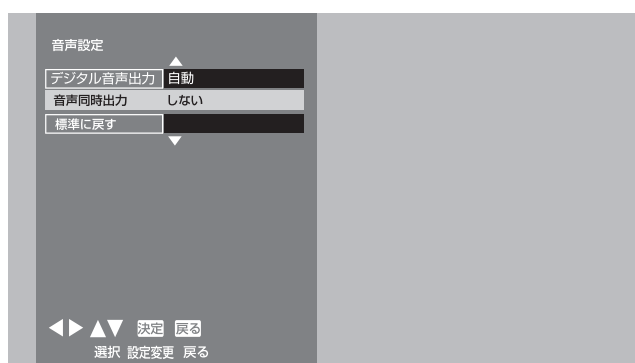 音声設定
デジタル音声出力 自動
音声同時出力 しない
標準に戻す
決定 戻る
選択 設定変更 戻る